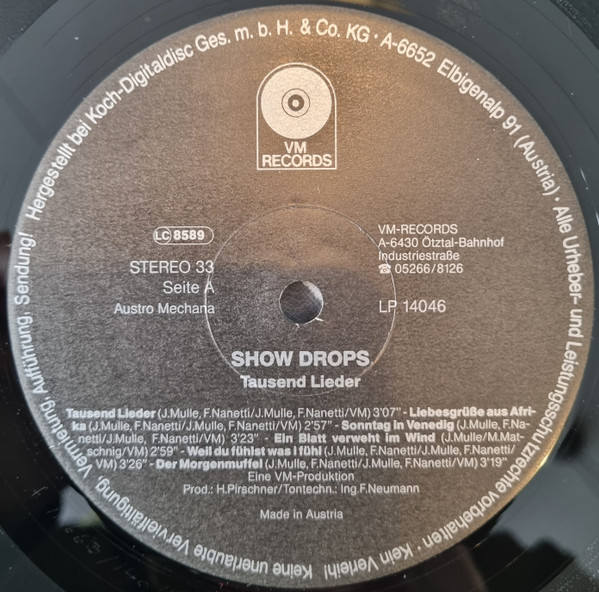 Hergestellt bei Koch-Digitaldisc Ges. m. b. H. & Co. KG · A-6652 Elbigenalp 91 (Austria) · Alle Urheber- und Leistungsschutzrechte vorbehalten · Kein Verleih! Keine unerlaubte Vervielfältigung, Vermietung, Aufführung, Sendung!
VM
RECORDS
LC 8589
STEREO 33
Seite A
Austro Mechana
VM-RECORDS
A-6430 Ötztal-Bahnhof
Industriestraße
☎ 05266/8126
LP 14046
SHOW DROPS
Tausend Lieder
Tausend Lieder (J.Mulle, F.Nanetti/J.Mulle, F.Nanetti/VM) 3'07" - Liebesgrüße aus Afri-
ka (J.Mulle, F.Nanetti/J.Mulle, F.Nanetti/VM) 2'57" - Sonntag in Venedig (J.Mulle, F.Na-
netti/J.Mulle, F.Nanetti/VM) 3'23" - Ein Blatt verweht im Wind (J.Mulle/M.Mat-
schnig/VM) 2'59" - Weil du fühlst was i fühl (J.Mulle, F.Nanetti/J.Mulle, F.Nanetti/
VM) 3'26" - Der Morgenmuffel (J.Mulle, F.Nanetti/J.Mulle, F.Nanetti/VM) 3'19"
Eine VM-Produktion
Prod.: H.Pirschner/Tontechn.: Ing.F.Neumann
Made in Austria